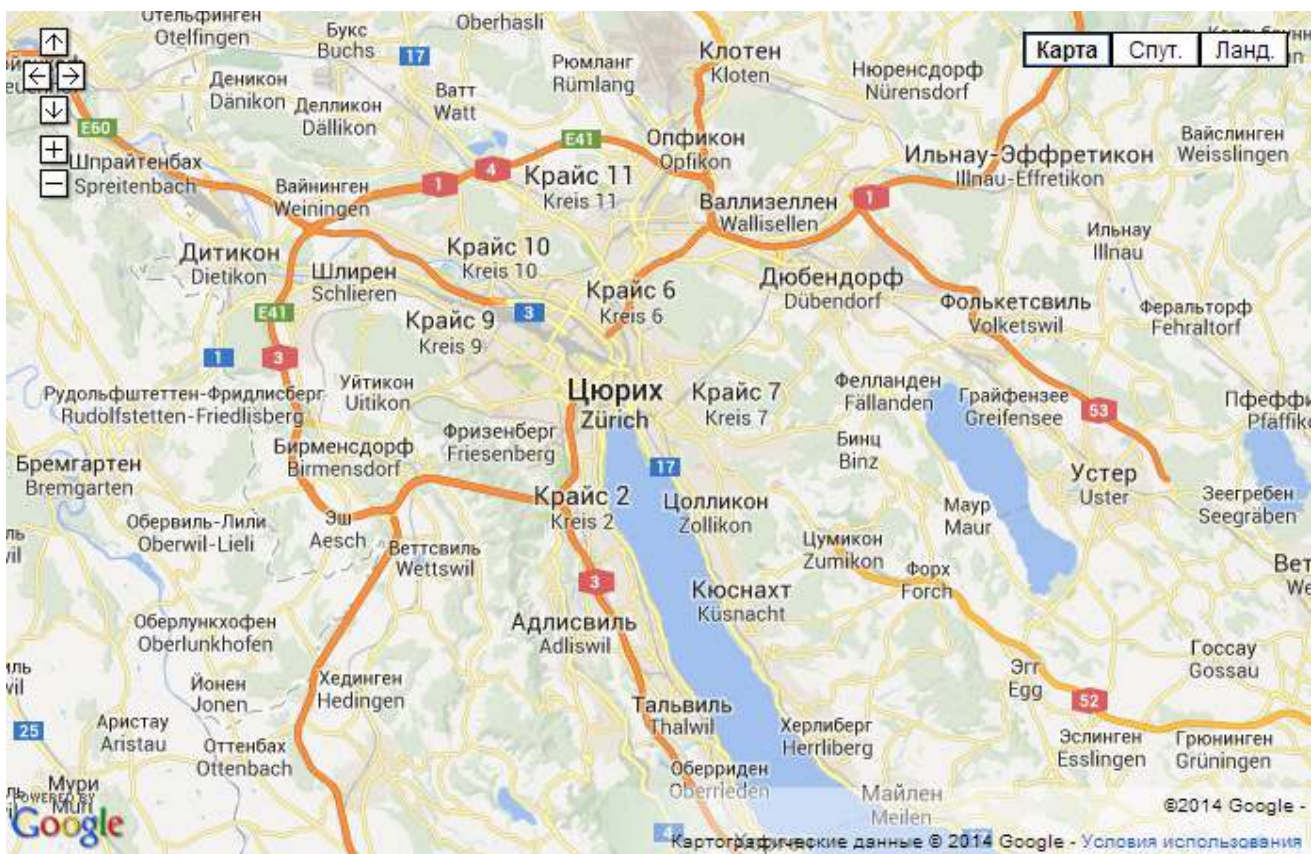 Отельфинген
Otelfingen
Букс
Buchs
17
Oberhasli
Клотен
Kloten
Рюмланг
Rümlang
Нюренсдорф
Nürensdorf
Карта
Спут.
Ланд.
Деникон
Dänikon
Делликон
Dällikon
Ватт
Watt
E60
E41
Опфикон
Opfikon
Вайслинген
Weisslingen
Шпрайтенбах
Spreitenbach
Вайнинген
Weiningen
1
4
Крайс 11
Kreis 11
Ильнау-Эффретикон
Illnau-Effretikon
1
Валлизеллен
Wallisellen
Ильнау
Illnau
Дитикон
Dietikon
Шлирен
Schlieren
Крайс 10
Kreis 10
Дюбендорф
Dübendorf
Крайс 6
Kreis 6
E41
Крайс 9
Kreis 9
3
Фолькетсвиль
Volketswil
Феральторф
Fehraltorf
1
3
Рудольфштеттен-Фридлисберг
Rudolfstetten-Friedlisberg
Уйтикон
Uitikon
Цюрих
Zürich
Крайс 7
Kreis 7
Фелланден
Fällanden
Грайфензее
Greifensee
53
Пфеффи
Pfäffiko
Бирменсдорф
Birmensdorf
Фризенберг
Friesenberg
Бинц
Binz
Бремгартен
Bremgarten
17
Устер
Uster
Крайс 2
Kreis 2
Цолликон
Zollikon
Маур
Maur
Зеегребен
Seegräben
Обервиль-Лили
Oberwil-Lieli
Эш
Aesch
Веттсвиль
Wettswil
Цумикон
Zumikon
Форх
Forch
Вет
We
3
Кюснахт
Küsnacht
Оберлункхофен
Oberlunkhofen
Адлисвиль
Adliswil
Госсау
Gossau
Йонен
Jonen
Хединген
Hedingen
Эгг
Egg
52
Тальвиль
Thalwil
Херлиберг
Herrliberg
25
Аристау
Aristau
Оттенбах
Ottenbach
Эслинген
Esslingen
Грюнинген
Grüningen
Оберриден
Oberrieden
Мури
Muri
Майлен
Meilen
POWERED BY
Google
©2014 Google -
Картографические данные © 2014 Google - Условия использования